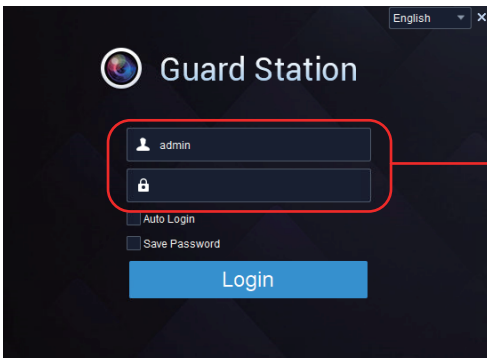 English
Guard Station
admin
Auto Login
Save Password
Login